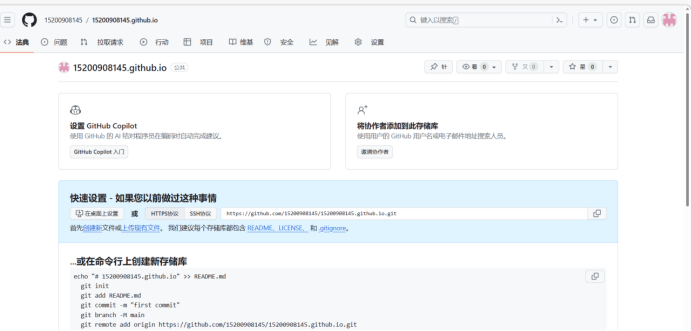 15200908145 / 15200908145.github.io
键入以搜索
<> 法典 问题 拉取请求 行动 项目 维基 安全 见解 设置
15200908145.github.io 公共
针 看 0 叉 0 星 0
设置 GitHub Copilot
使用 GitHub 的 AI 结对程序员在编码时自动完成建议。
GitHub Copilot 入门
将协作者添加到此存储库
使用用户的 GitHub 用户名或电子邮件地址搜索人员。
邀请协作者
快速设置 - 如果您以前做过这种事情
在桌面上设置 或 HTTPS协议 SSH协议 https://github.com/15200908145/15200908145.github.io.git
首先创建新文件或上传现有文件。 我们建议每个存储库都包含 README、LICENSE、 和 .gitignore。
...或在命令行上创建新存储库
echo "# 15200908145.github.io" >> README.md
git init
git add README.md
git commit -m "first commit"
git branch -M main
git remote add origin https://github.com/15200908145/15200908145.github.io.git